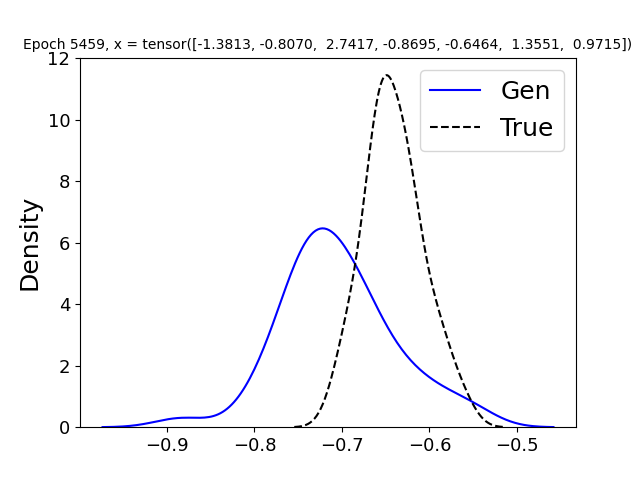 Epoch 5459, x = tensor([-1.3813, -0.8070,  2.7417, -0.8695, -0.6464,  1.3551,  0.9715])
12
Gen
True
10
8
6
4
2
0
Density
−0.9 −0.8 −0.7 −0.6 −0.5